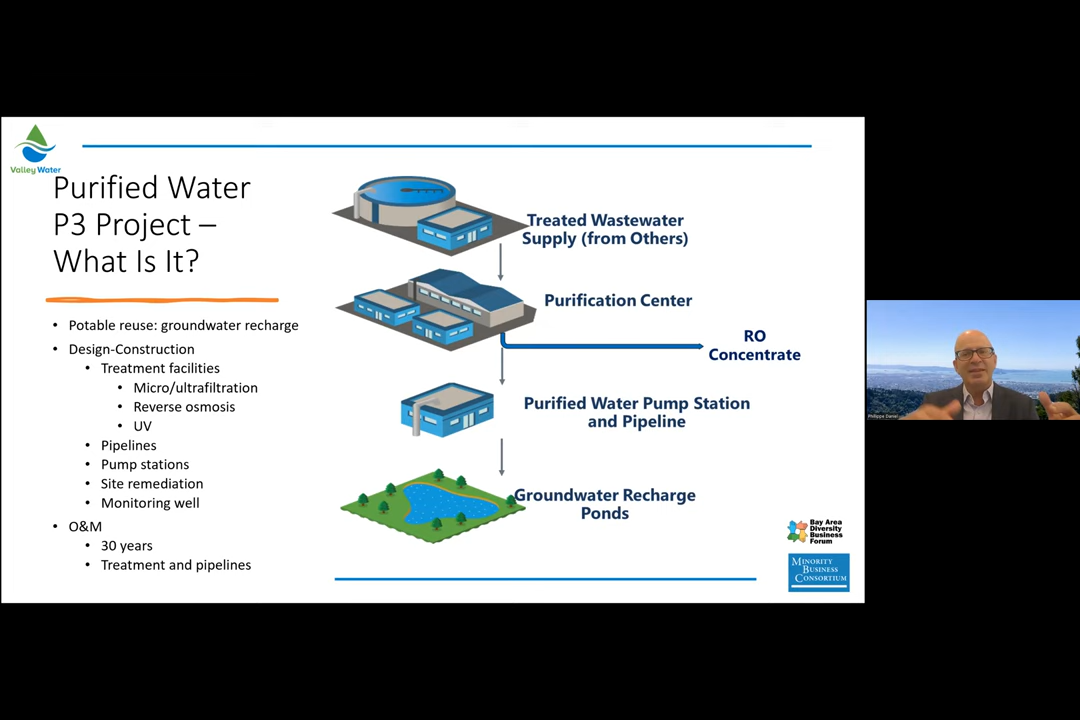 Valley Water
Purified Water
P3 Project –
What Is It?
• Potable reuse: groundwater recharge
• Design-Construction
• Treatment facilities
• Micro/ultrafiltration
• Reverse osmosis
• UV
• Pipelines
• Pump stations
• Site remediation
• Monitoring well
• O&M
• 30 years
• Treatment and pipelines
Treated Wastewater
Supply (from Others)
Purification Center
RO
Concentrate
Purified Water Pump Station
and Pipeline
Groundwater Recharge
Ponds
Bay Area
Diversity
Business
Forum
MINORITY
BUSINESS
CONSORTIUM
Philippe Daniel